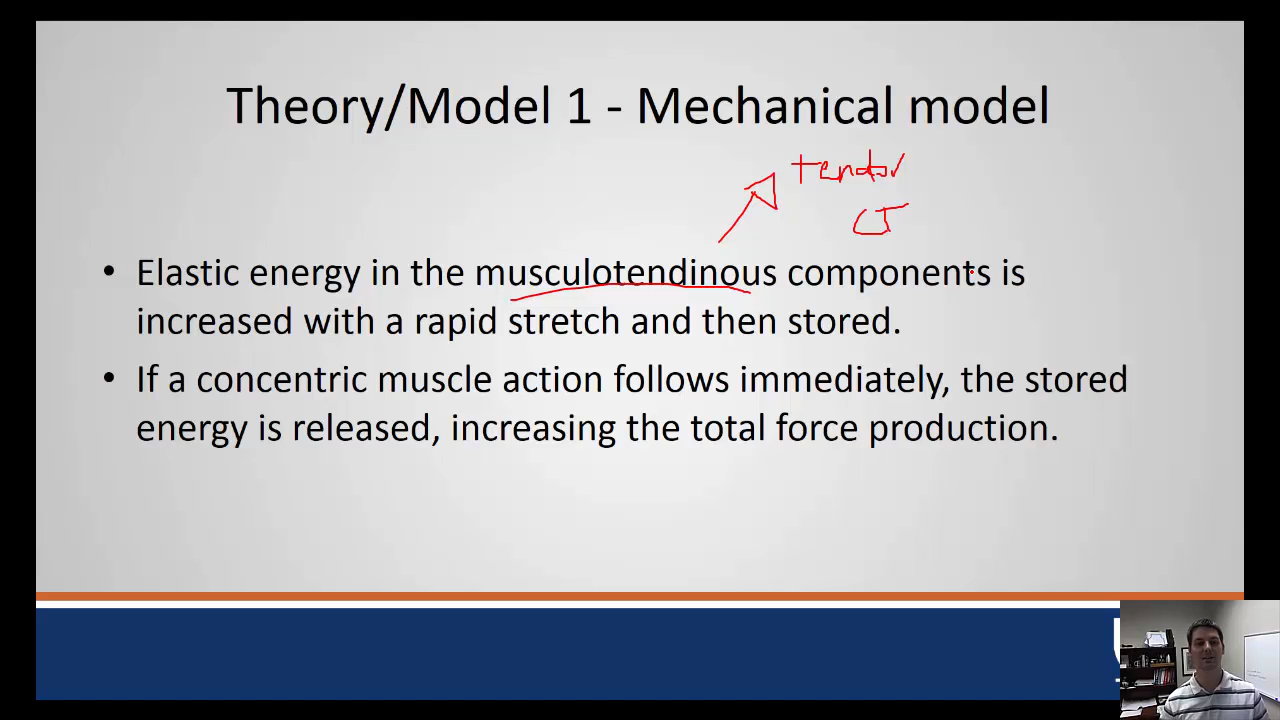 Theory/Model 1 - Mechanical model
tendon
CT
• Elastic energy in the musculotendinous components is
increased with a rapid stretch and then stored.
• If a concentric muscle action follows immediately, the stored
energy is released, increasing the total force production.